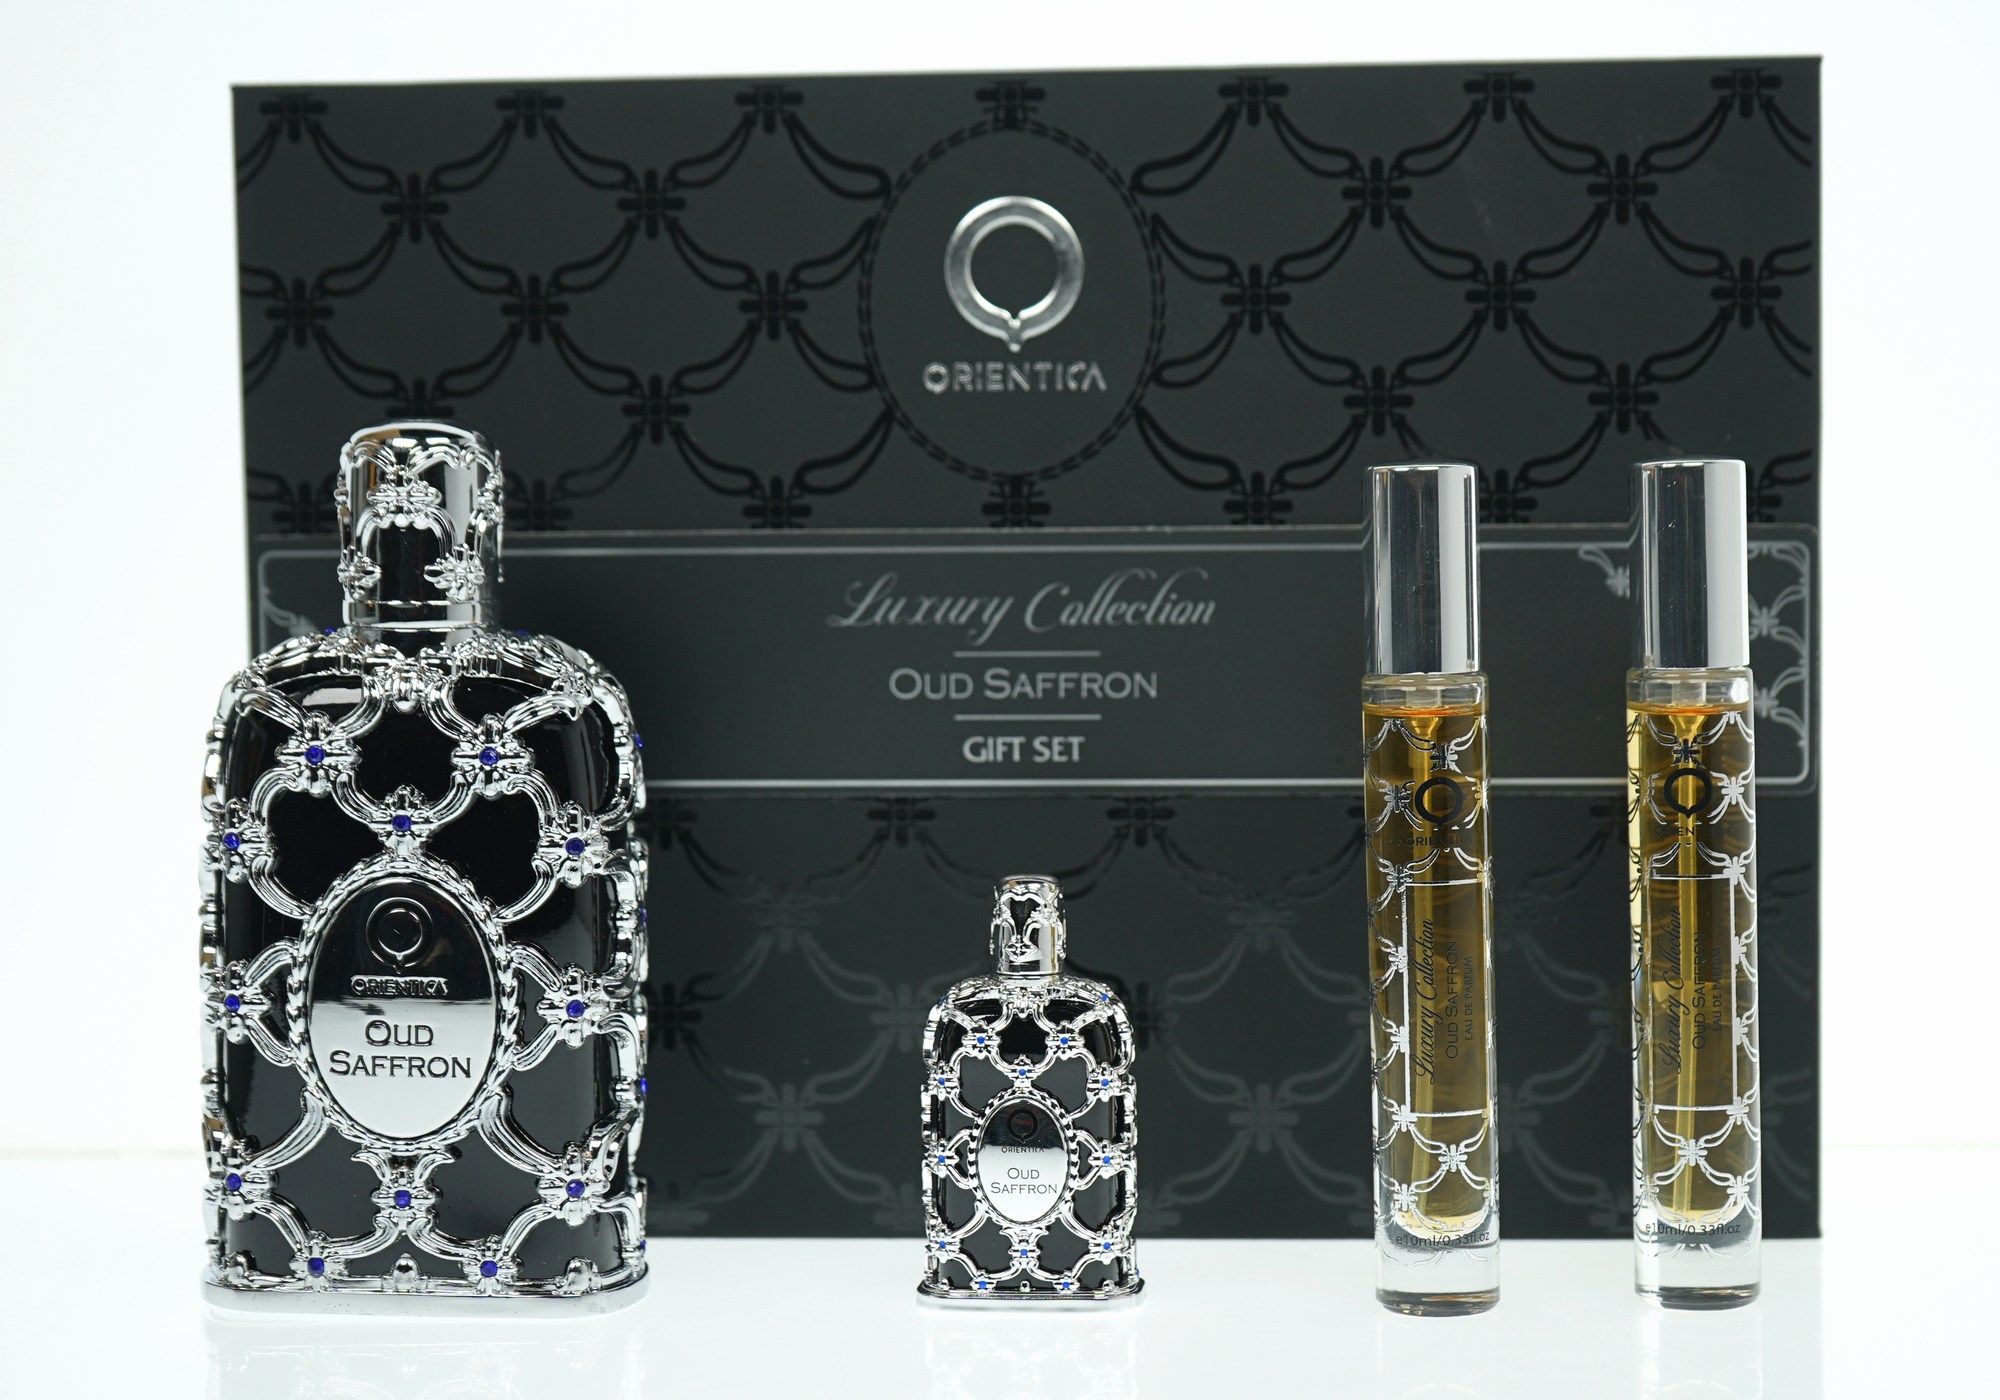 ORIENTICA
Luxury Collection
OUD SAFFRON
GIFT SET
ORIENTICA
OUD
SAFFRON
ORIENTICA
OUD
SAFFRON
ORIENTICA
Luxury Collection
OUD SAFFRON
EAU DE PARFUM
e10ml/0.33fl.oz
Luxury Collection
OUD SAFFRON
EAU DE PARFUM
e10ml/0.33fl.oz